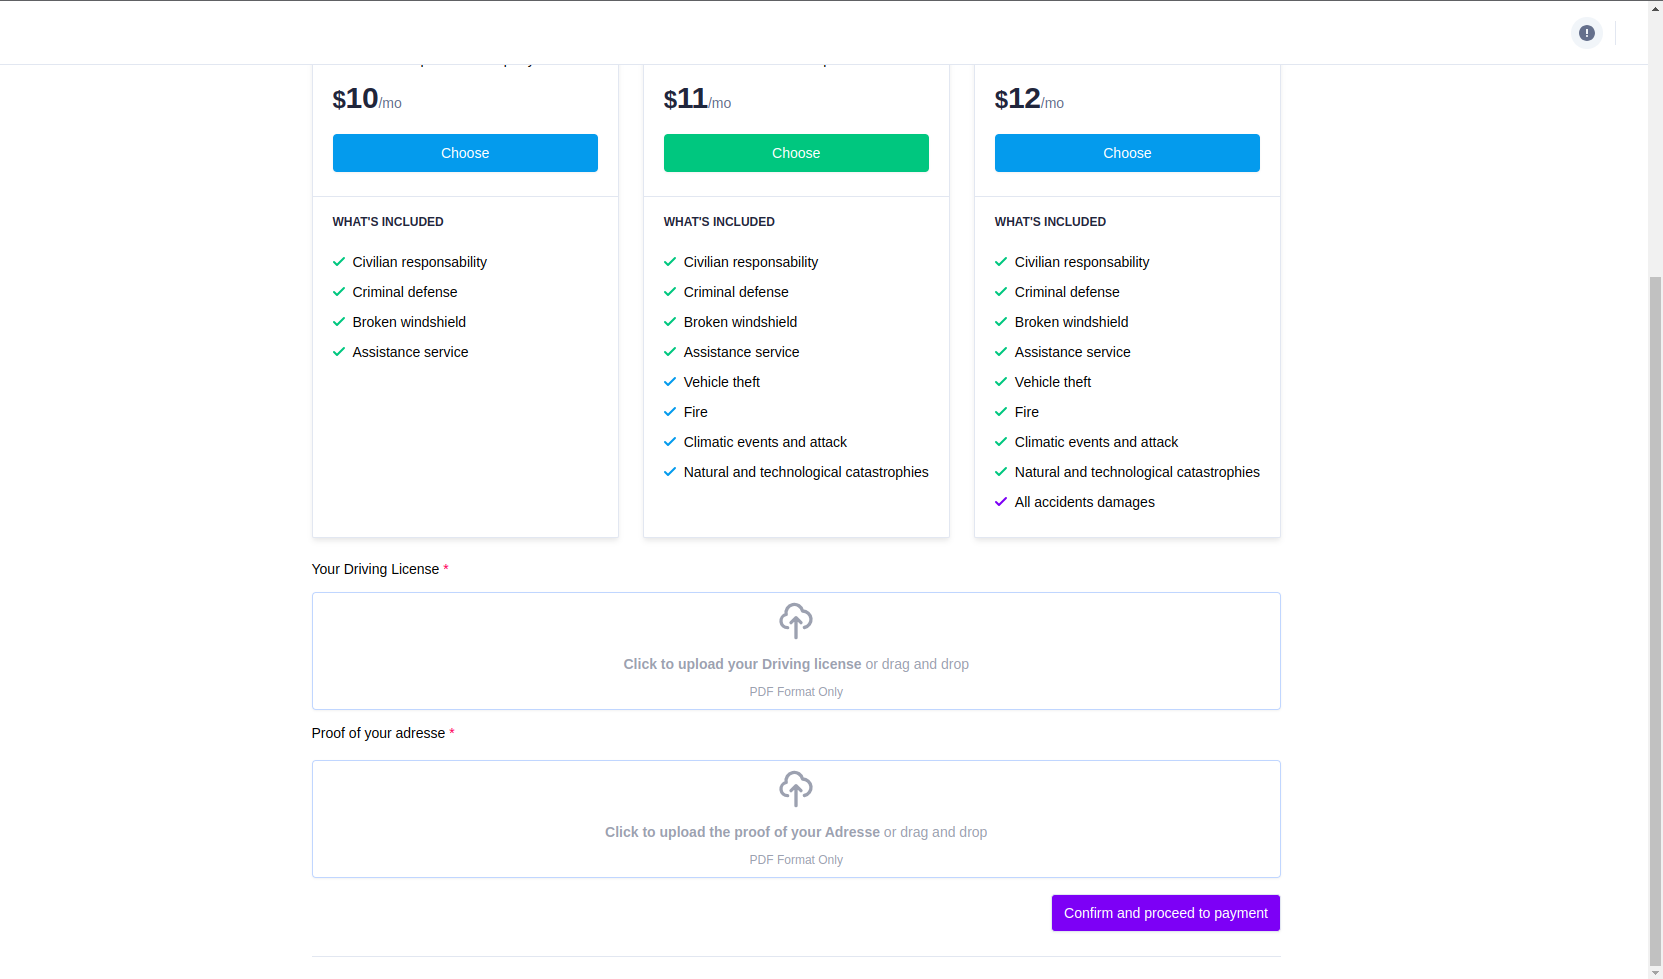 $10/mo
Choose
WHAT'S INCLUDED
Civilian responsability
Criminal defense
Broken windshield
Assistance service
$11/mo
Choose
WHAT'S INCLUDED
Civilian responsability
Criminal defense
Broken windshield
Assistance service
Vehicle theft
Fire
Climatic events and attack
Natural and technological catastrophies
$12/mo
Choose
WHAT'S INCLUDED
Civilian responsability
Criminal defense
Broken windshield
Assistance service
Vehicle theft
Fire
Climatic events and attack
Natural and technological catastrophies
All accidents damages
Your Driving License *
Click to upload your Driving license or drag and drop
PDF Format Only
Proof of your adresse *
Click to upload the proof of your Adresse or drag and drop
PDF Format Only
Confirm and proceed to payment